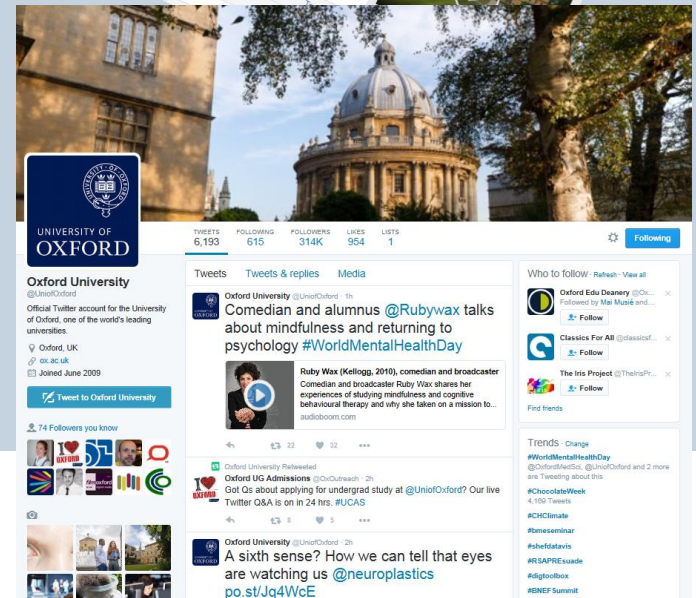 UNIVERSITY OF
OXFORD
TWEETS FOLLOWING FOLLOWERS LIKES LISTS
6,193 615 314K 954 1
Following
Oxford University
@UniofOxford
Official Twitter account for the University
of Oxford, one of the world's leading
universities.
Oxford, UK
ox.ac.uk
Joined June 2009
Tweet to Oxford University
74 Followers you know
I
OXFORD
Tweets Tweets & replies Media
Oxford University @UniofOxford · 1h
Comedian and alumnus @Rubywax talks
about mindfulness and returning to
psychology #WorldMentalHealthDay
Ruby Wax (Kellogg, 2010), comedian and broadcaster
Comedian and broadcaster Ruby Wax shares her
experiences of studying mindfulness and cognitive
behavioural therapy and why she taken on a mission to...
audioboom.com
22 32
Oxford University Retweeted
Oxford UG Admissions @OxOutreach · 2h
Got Qs about applying for undergrad study at @UniofOxford? Our live
Twitter Q&A is on in 24 hrs. #UCAS
8 5
Oxford University @UniofOxford · 2h
A sixth sense? How we can tell that eyes
are watching us @neuroplastics
po.st/Jq4WcE
Who to follow · Refresh · View all
Oxford Edu Deanery @Ox...
Followed by Mai Musié and...
Follow
Classics For All @classicsf...
Follow
The Iris Project @TheIrisPr...
Follow
Find friends
Trends · Change
#WorldMentalHealthDay
@OxfordMedSci, @UniofOxford and 2 more
are Tweeting about this
#ChocolateWeek
4,169 Tweets
#CHClimate
#bmeseminar
#shefdatavis
#RSAPREsuade
#digtoolbox
#BNEFSummit